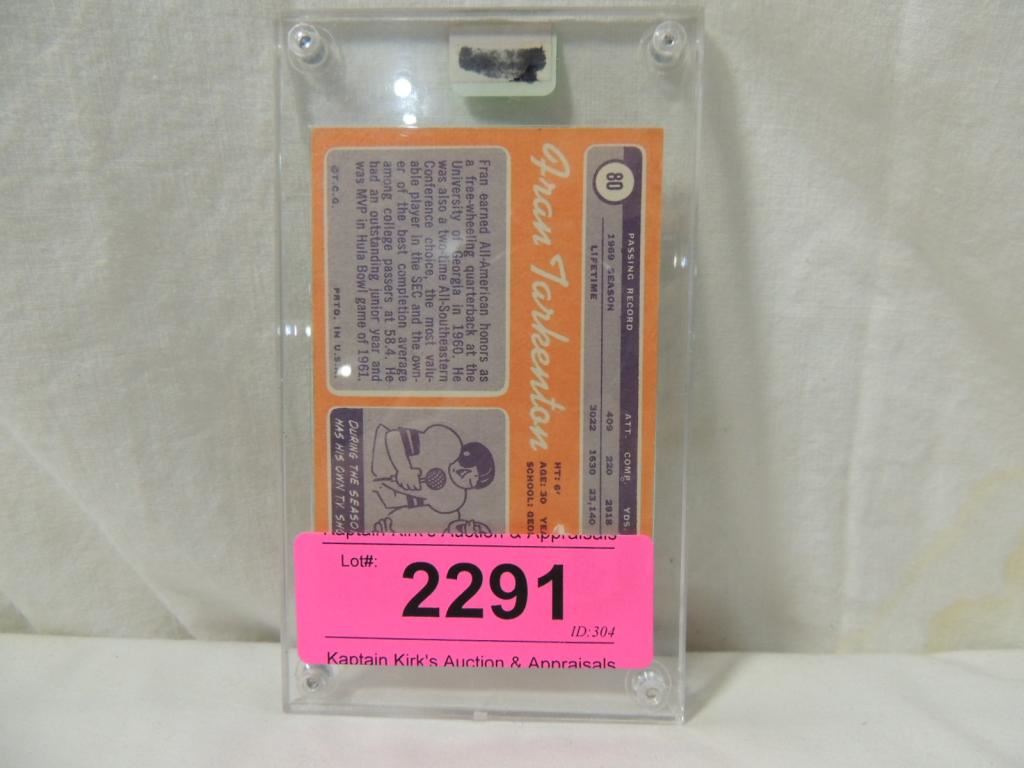 80
PASSING RECORD ATT. COMP. YDS.
1969 SEASON 409 220 2918
LIFETIME 3022 1630 23,140
Fran Tarkenton
HT: 6'
AGE: 30
SCHOOL:
Fran earned All-American honors as
a free-wheeling quarterback at the
University of Georgia in 1960. He
was also a two-time All-Southeastern
Conference choice, the most valu-
able player in the SEC and the own-
er of the best completion average
among college passers at 58.4. He
had an outstanding junior year and
was MVP in Hula Bowl game of 1961.
©T.C.G. PRTD. IN U.S.A.
DURING THE SEASO
HAS HIS OWN TV SHO
Kaptain Kirk's Auction & Appraisals
Lot#: 2291
ID:304
Kaptain Kirk's Auction & Appraisals